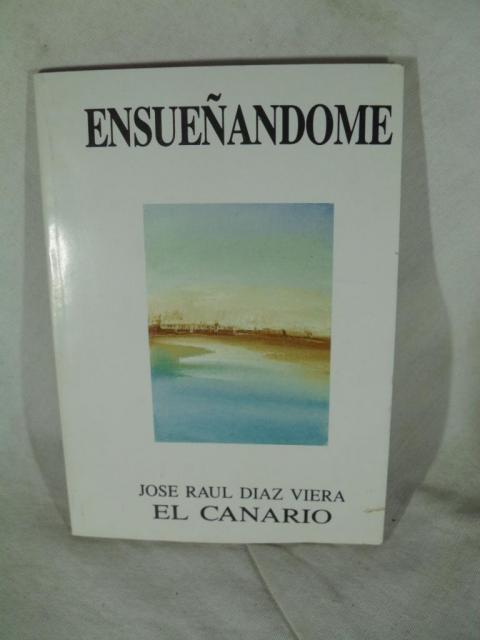 ENSUEÑANDOME
JOSE RAUL DIAZ VIERA
EL CANARIO